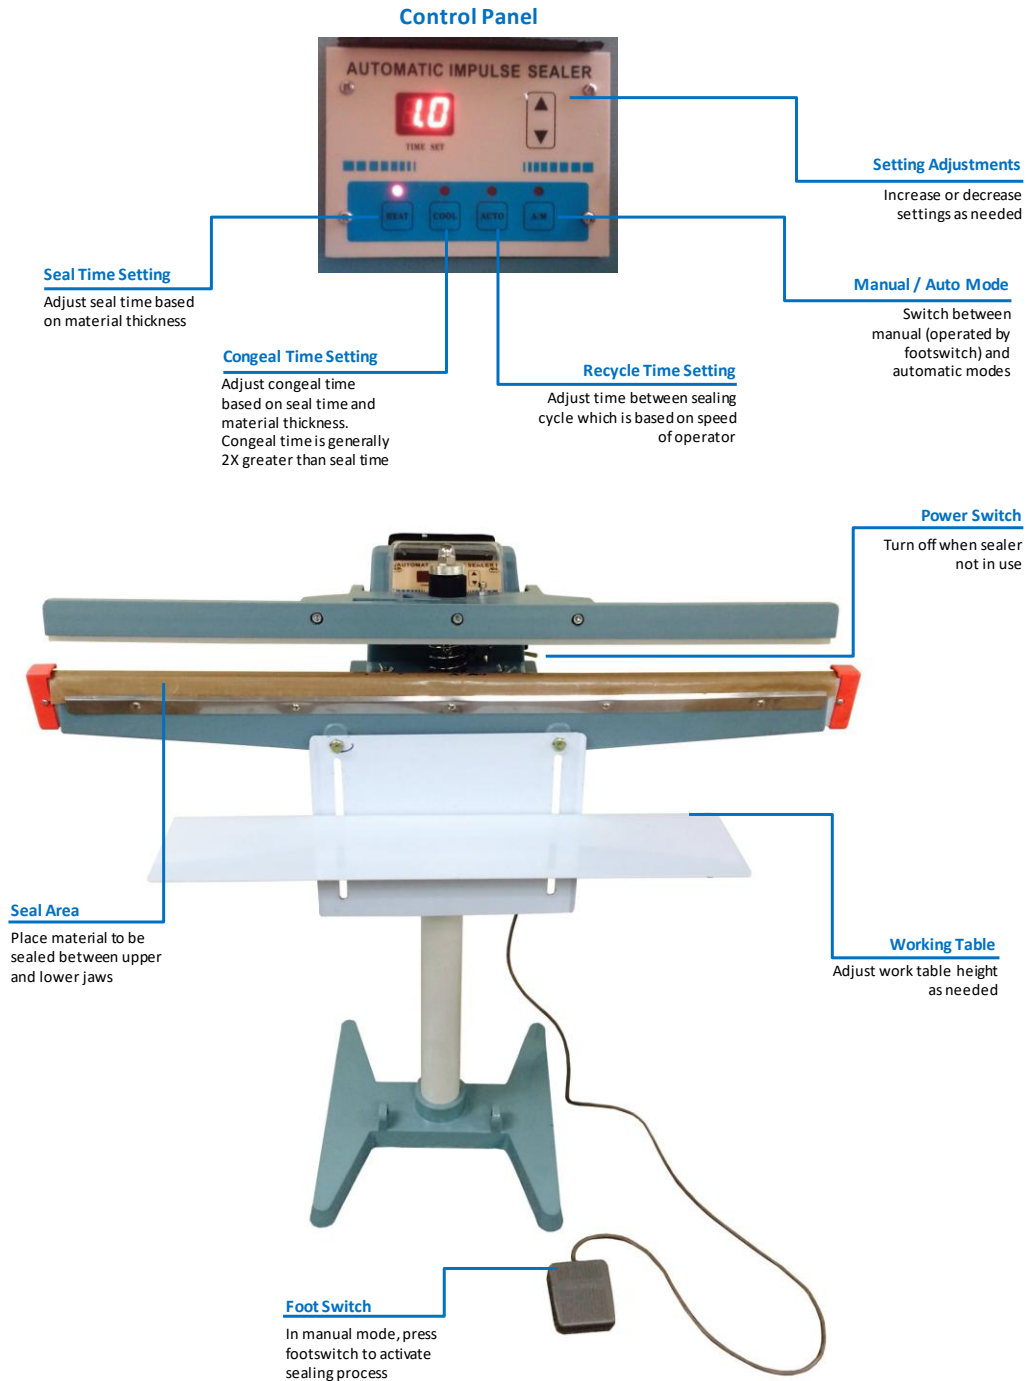 Control Panel
AUTOMATIC IMPULSE SEALER
1.0
TIME SET
HEAT
COOL
AUTO
A/M
Setting Adjustments
Increase or decrease
settings as needed
Seal Time Setting
Adjust seal time based
on material thickness
Manual / Auto Mode
Switch between
manual (operated by
footswitch) and
automatic modes
Congeal Time Setting
Adjust congeal time
based on seal time and
material thickness.
Congeal time is generally
2X greater than seal time
Recycle Time Setting
Adjust time between sealing
cycle which is based on speed
of operator
Power Switch
Turn off when sealer
not in use
Seal Area
Place material to be
sealed between upper
and lower jaws
Working Table
Adjust work table height
as needed
Foot Switch
In manual mode, press
footswitch to activate
sealing process